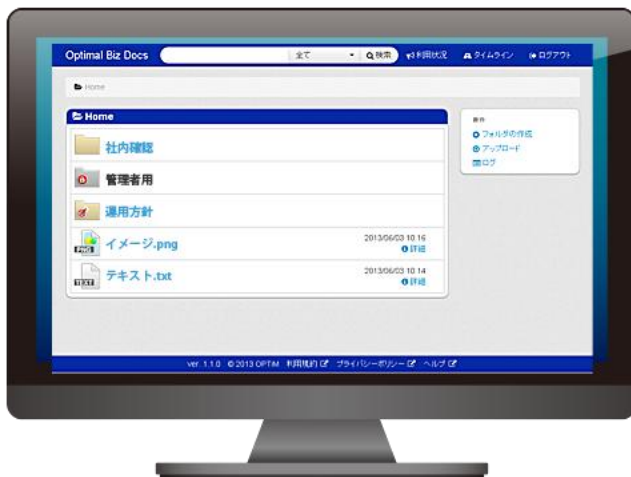 Optimal Biz Docs 全て 検索 利用状況 タイムライン ログアウト
Home
Home
操作
社内確認
フォルダの作成
アップロード
ログ
管理者用
運用方針
イメージ.png 2013/06/03 10:16
詳細
PNG
テキスト.txt 2013/06/03 10:14
詳細
TEXT
ver. 1.1.0 © 2013 OPTiM 利用規約 プライバシーポリシー ヘルプ